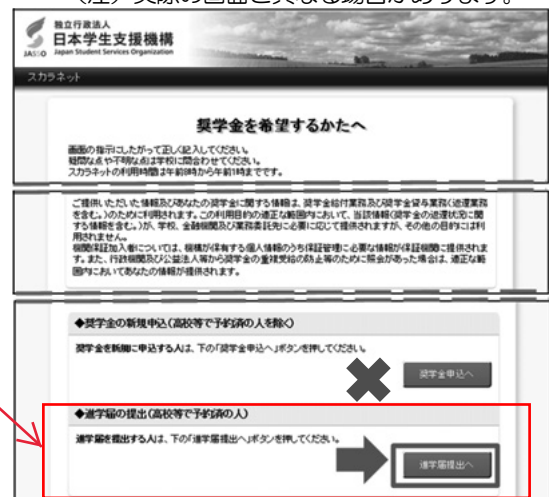 （注）実際の画面と異なる場合があります。
独立行政法人
日本学生支援機構
JASSO Japan Student Services Organization
スカラネット
奨学金を希望するかたへ
画面の指示にしたがって正しく記入してください。
疑問な点や不明な点は学校に問合わせてください。
スカラネットの利用時間は午前8時から午前1時までです。
ご提供いただいた情報及びあなたの奨学金に関する情報は、奨学金給付業務及び奨学金貸与業務（返還業務
を含む。）のために利用されます。この利用目的の適正な範囲内において、当該情報（奨学金の返還状況に関
する情報を含む。）が、学校、金融機関及び業務委託先に必要に応じて提供されますが、その他の目的には利
用されません。
機関保証加入者については、機構が保有する個人情報のうち保証管理に必要な情報が保証機関に提供されま
す。また、行政機関及び公益法人等から奨学金の重複受給の防止等のために照会があった場合は、適正な範
囲内においてあなたの情報が提供されます。
◆奨学金の新規申込（高校等で予約済の人を除く）
奨学金を新規に申込する人は、下の「奨学金申込へ」ボタンを押してください。
奨学金申込へ
◆進学届の提出（高校等で予約済の人）
進学届を提出する人は、下の「進学届提出へ」ボタンを押してください。
進学届提出へ